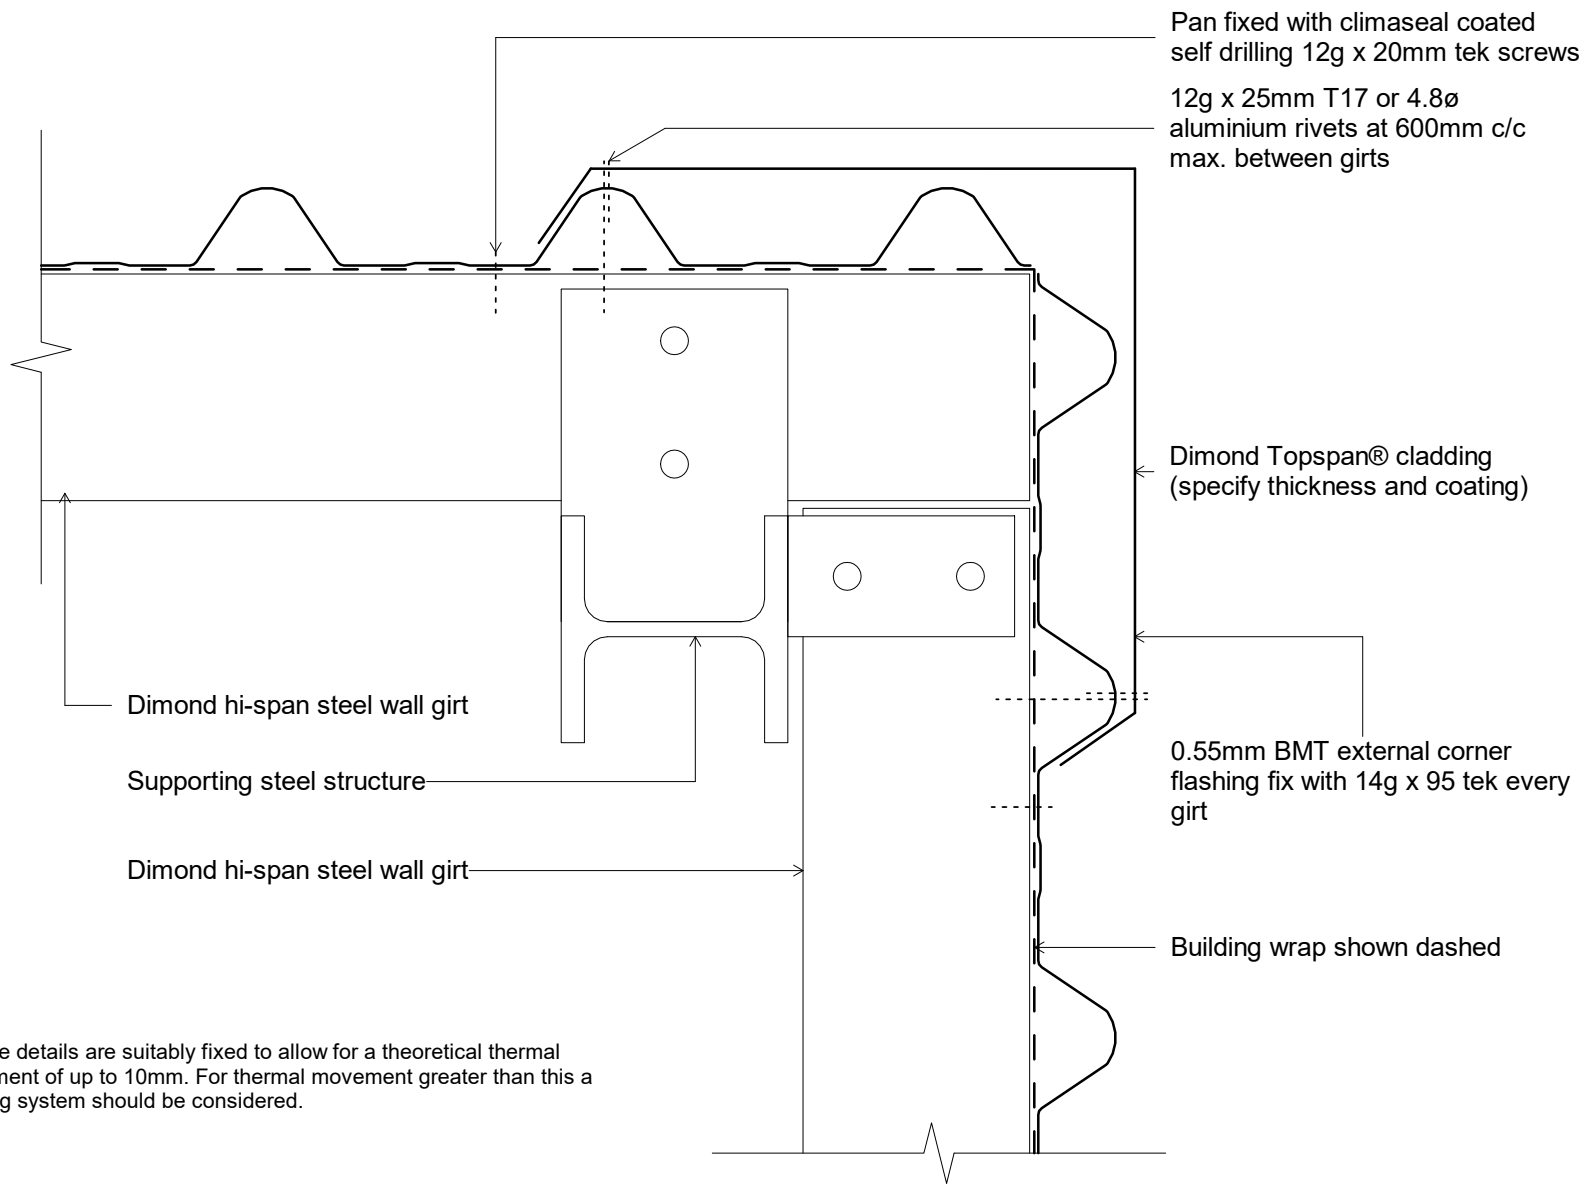 Pan fixed with climaseal coated
self drilling 12g x 20mm tek screws
12g x 25mm T17 or 4.8ø
aluminium rivets at 600mm c/c
max. between girts
Dimond Topspan® cladding
(specify thickness and coating)
Dimond hi-span steel wall girt
Supporting steel structure
0.55mm BMT external corner
flashing fix with 14g x 95 tek every
girt
Dimond hi-span steel wall girt
Building wrap shown dashed
details are suitably fixed to allow for a theoretical thermal
of up to 10mm. For thermal movement greater than this a
system should be considered.